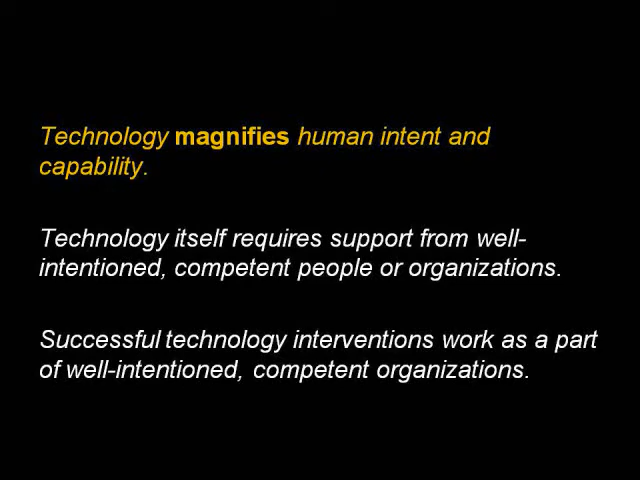 Technology magnifies human intent and
capability.
Technology itself requires support from well-
intentioned, competent people or organizations.
Successful technology interventions work as a part
of well-intentioned, competent organizations.